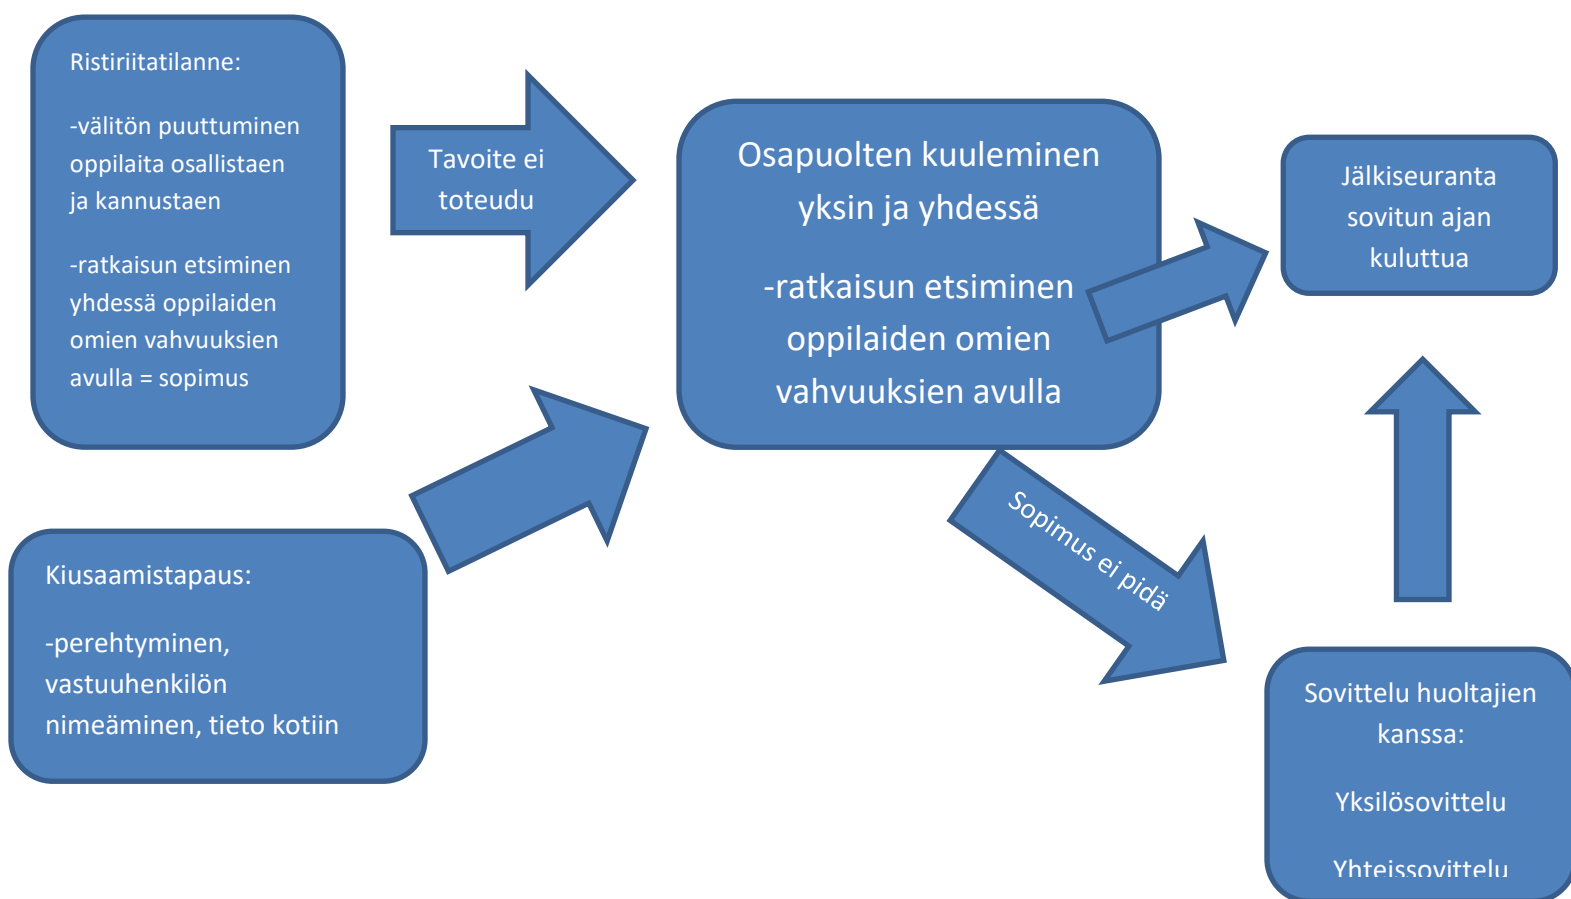 Ristiriitatilanne:
-välitön puuttuminen
oppilaita osallistaen
ja kannustaen
-ratkaisun etsiminen
yhdessä oppilaiden
omien vahvuuksien
avulla = sopimus
Tavoite ei
toteudu
Kiusaamistapaus:
-perehtyminen,
vastuuhenkilön
nimeäminen, tieto kotiin
Osapuolten kuuleminen
yksin ja yhdessä
-ratkaisun etsiminen
oppilaiden omien
vahvuuksien avulla
Sopimus ei pidä
Jälkiseuranta
sovitun ajan
kuluttua
Sovittelu huoltajien
kanssa:
Yksilösovittelu
Yhteissovittelu